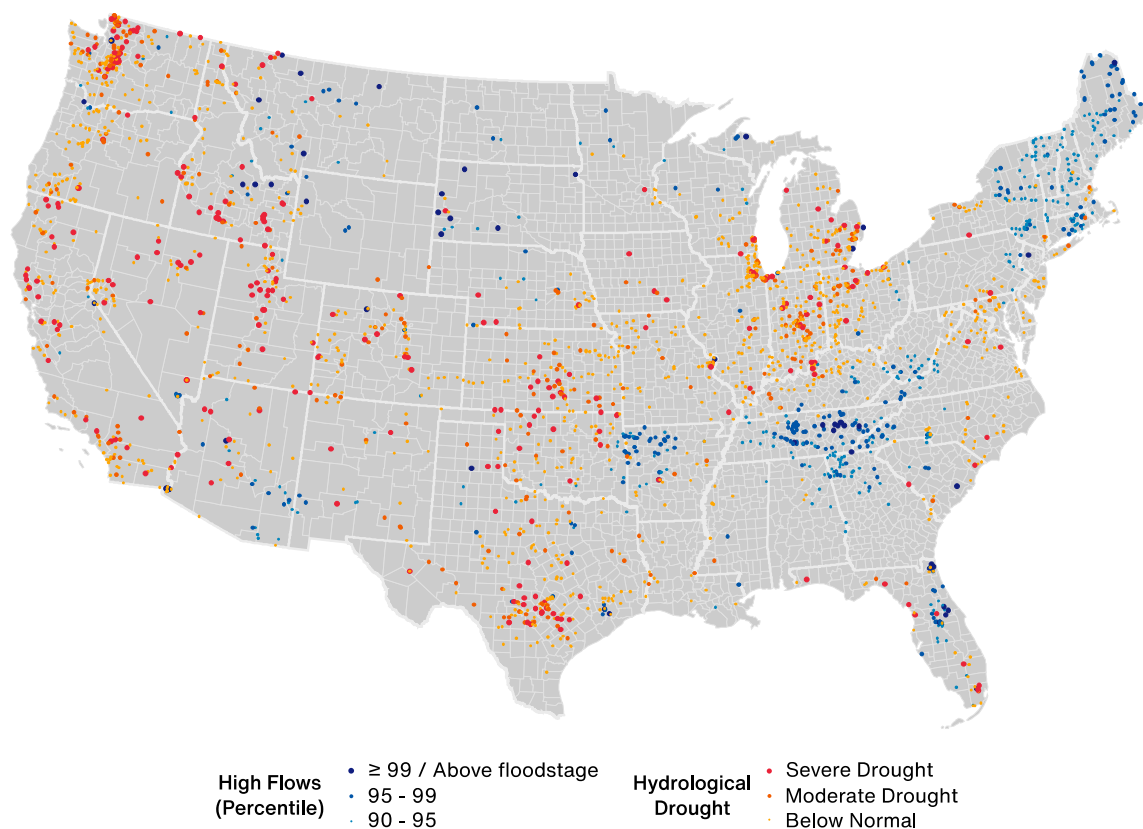 High Flows
(Percentile)
≥ 99 / Above floodstage
95 - 99
90 - 95
Hydrological
Drought
Severe Drought
Moderate Drought
Below Normal